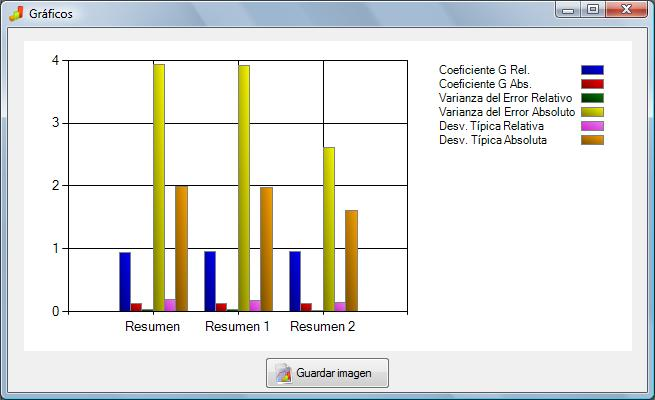 Gráficos
4
3
2
1
0
Resumen Resumen 1 Resumen 2
Coeficiente G Rel.
Coeficiente G Abs.
Varianza del Error Relativo
Varianza del Error Absoluto
Desv. Típica Relativa
Desv. Típica Absoluta
Guardar imagen